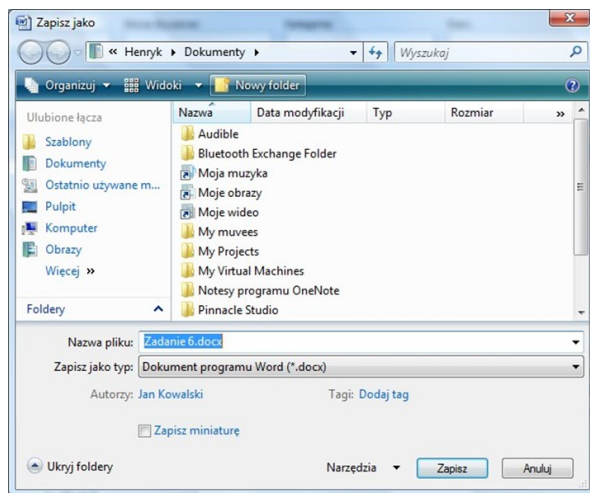 Zapisz jako
« Henryk Dokumenty Wyszukaj
Organizuj Widoki Nowy folder
Ulubione łącza
Szablony
Dokumenty
Ostatnio używane m...
Pulpit
Komputer
Obrazy
Więcej »
Foldery
Nazwa Data modyfikacji Typ Rozmiar »
Audible
Bluetooth Exchange Folder
Moja muzyka
Moje obrazy
Moje wideo
My muvees
My Projects
My Virtual Machines
Notesy programu OneNote
Pinnacle Studio
Nazwa pliku: Zadanie 6.docx
Zapisz jako typ: Dokument programu Word (*.docx)
Autorzy: Jan Kowalski Tagi: Dodaj tag
Zapisz miniaturę
Ukryj foldery Narzędzia Zapisz Anuluj